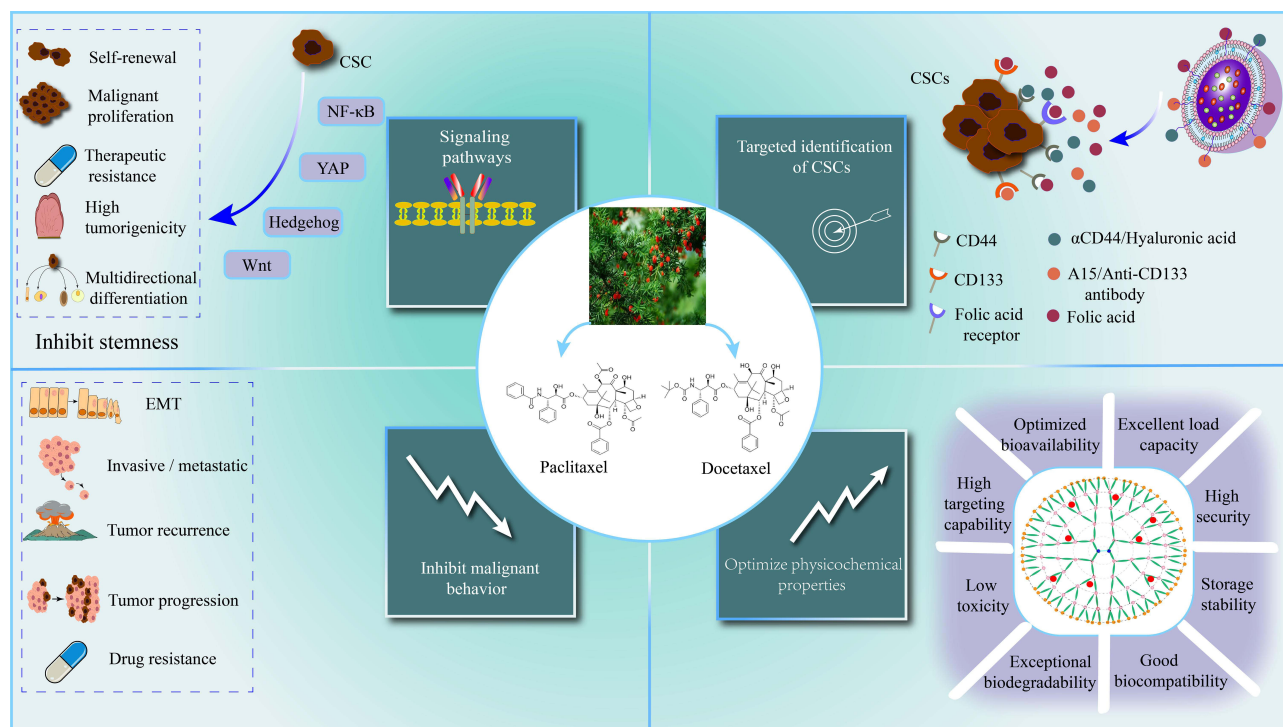 Self-renewal
Malignant
proliferation
Therapeutic
resistance
High
tumorigenicity
Multidirectional
differentiation
Inhibit stemness
CSC
NF-κB
YAP
Hedgehog
Wnt
Signaling
pathways
Targeted identification
of CSCs
CSCs
CD44
CD133
Folic acid
receptor
αCD44/Hyaluronic acid
A15/Anti-CD133
antibody
Folic acid
Paclitaxel
Docetaxel
EMT
Invasive / metastatic
Tumor recurrence
Tumor progression
Drug resistance
Inhibit malignant
behavior
Optimize physicochemical
properties
Optimized
bioavailability
Excellent load
capacity
High
targeting
capability
High
security
Low
toxicity
Storage
stability
Exceptional
biodegradability
Good
biocompatibility